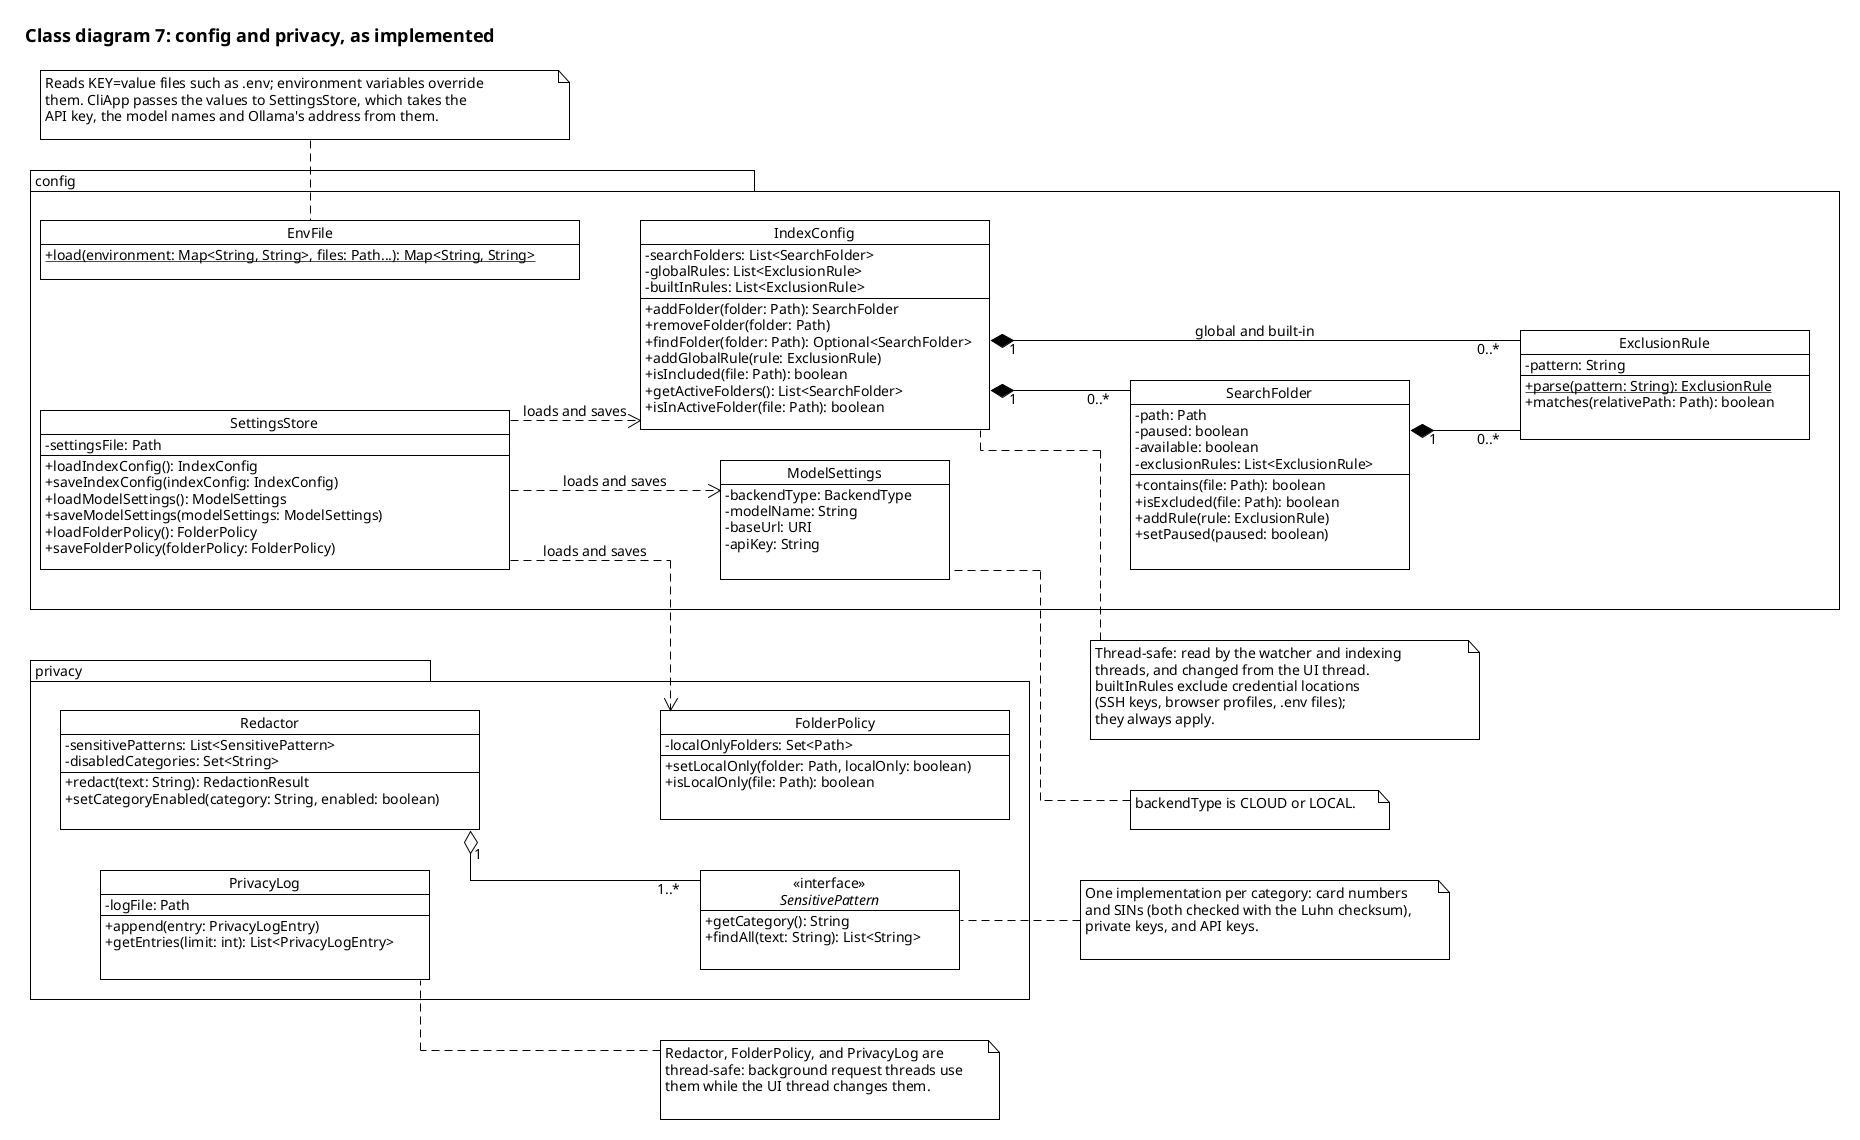 Class diagram 7: config and privacy, as implemented
Reads KEY=value files such as .env; environment variables override
them. CliApp passes the values to SettingsStore, which takes the
API key, the model names and Ollama's address from them.
config
EnvFile
+load(environment: Map<String, String>, files: Path...): Map<String, String>
IndexConfig
-searchFolders: List<SearchFolder>
-globalRules: List<ExclusionRule>
-builtInRules: List<ExclusionRule>
+addFolder(folder: Path): SearchFolder
+removeFolder(folder: Path)
+findFolder(folder: Path): Optional<SearchFolder>
+addGlobalRule(rule: ExclusionRule)
+isIncluded(file: Path): boolean
+getActiveFolders(): List<SearchFolder>
+isInActiveFolder(file: Path): boolean
global and built-in
1
0..*
ExclusionRule
-pattern: String
+parse(pattern: String): ExclusionRule
+matches(relativePath: Path): boolean
1
0..*
SearchFolder
-path: Path
-paused: boolean
-available: boolean
-exclusionRules: List<ExclusionRule>
+contains(file: Path): boolean
+isExcluded(file: Path): boolean
+addRule(rule: ExclusionRule)
+setPaused(paused: boolean)
1
0..*
SettingsStore
-settingsFile: Path
+loadIndexConfig(): IndexConfig
+saveIndexConfig(indexConfig: IndexConfig)
+loadModelSettings(): ModelSettings
+saveModelSettings(modelSettings: ModelSettings)
+loadFolderPolicy(): FolderPolicy
+saveFolderPolicy(folderPolicy: FolderPolicy)
loads and saves
loads and saves
loads and saves
ModelSettings
-backendType: BackendType
-modelName: String
-baseUrl: URI
-apiKey: String
Thread-safe: read by the watcher and indexing
threads, and changed from the UI thread.
builtInRules exclude credential locations
(SSH keys, browser profiles, .env files);
they always apply.
privacy
Redactor
-sensitivePatterns: List<SensitivePattern>
-disabledCategories: Set<String>
+redact(text: String): RedactionResult
+setCategoryEnabled(category: String, enabled: boolean)
FolderPolicy
-localOnlyFolders: Set<Path>
+setLocalOnly(folder: Path, localOnly: boolean)
+isLocalOnly(file: Path): boolean
backendType is CLOUD or LOCAL.
1
1..*
PrivacyLog
-logFile: Path
+append(entry: PrivacyLogEntry)
+getEntries(limit: int): List<PrivacyLogEntry>
«interface»
SensitivePattern
+getCategory(): String
+findAll(text: String): List<String>
One implementation per category: card numbers
and SINs (both checked with the Luhn checksum),
private keys, and API keys.
Redactor, FolderPolicy, and PrivacyLog are
thread-safe: background request threads use
them while the UI thread changes them.